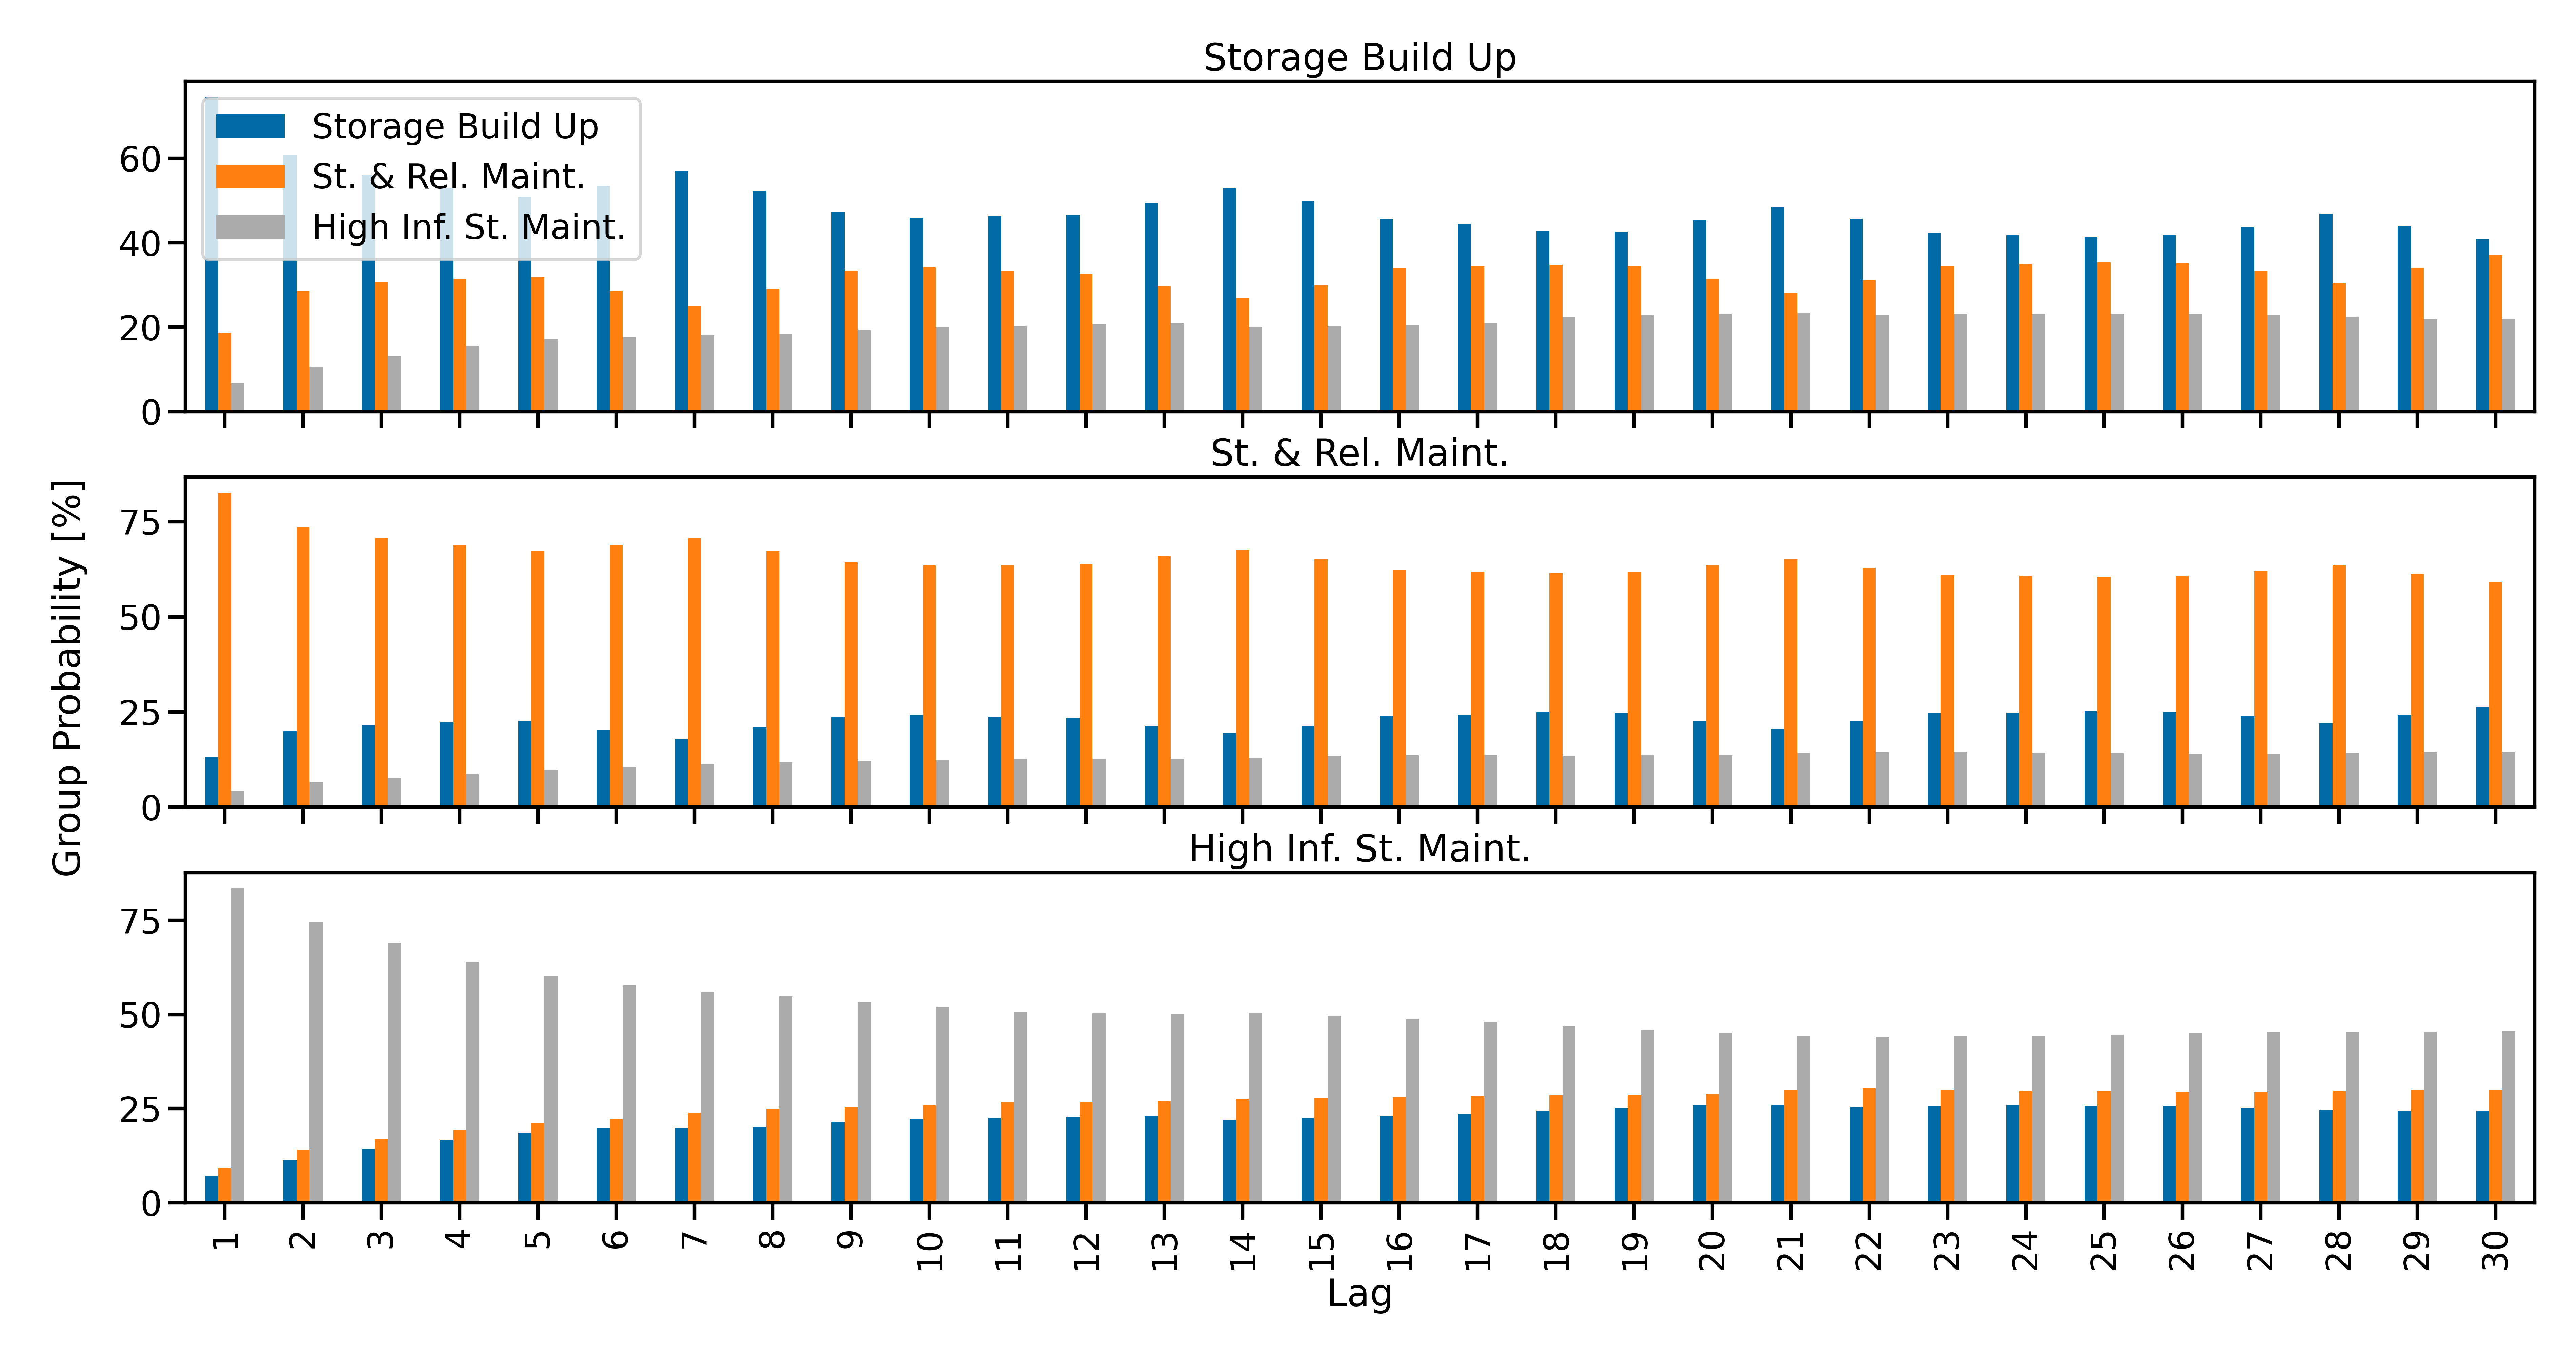 Storage Build Up
Storage Build Up
St. & Rel. Maint.
High Inf. St. Maint.
60
40
20
0
St. & Rel. Maint.
Group Probability [%]
75
50
25
0
High Inf. St. Maint.
75
50
25
0
1 2 3 4 5 6 7 8 9 10 11 12 13 14 15 16 17 18 19 20 21 22 23 24 25 26 27 28 29 30
Lag